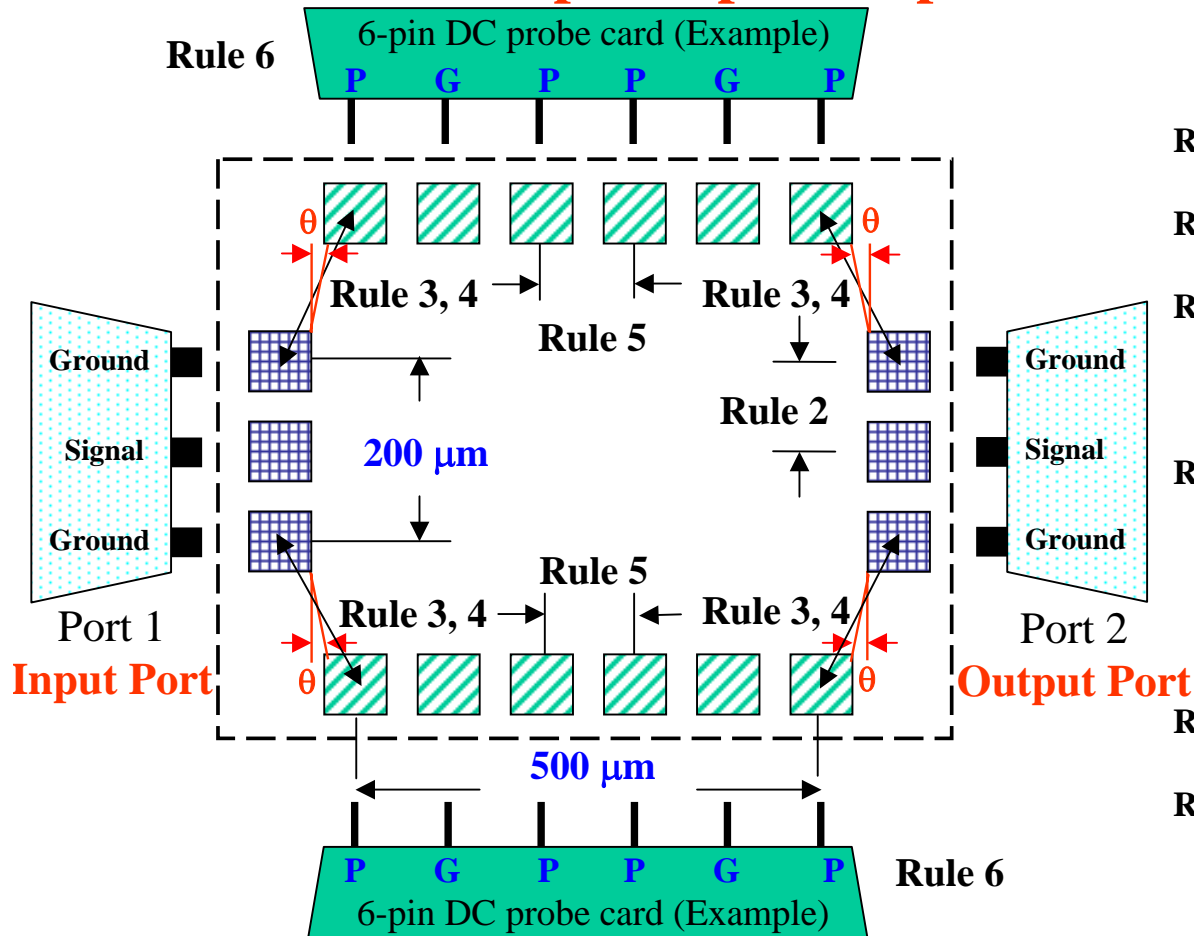 6-pin DC probe card (Example)
Rule 6
P G P P G P
θ θ
Rule 3, 4 Rule 3, 4
Rule 5
Ground Ground
Rule 2
Signal 200 μm Signal
Ground Ground
Rule 5
Rule 3, 4 Rule 3, 4
Port 1 Port 2
θ θ
Input Port Output Port
500 μm
P G P P G P
Rule 6
6-pin DC probe card (Example)
R
R
R
R
R
R